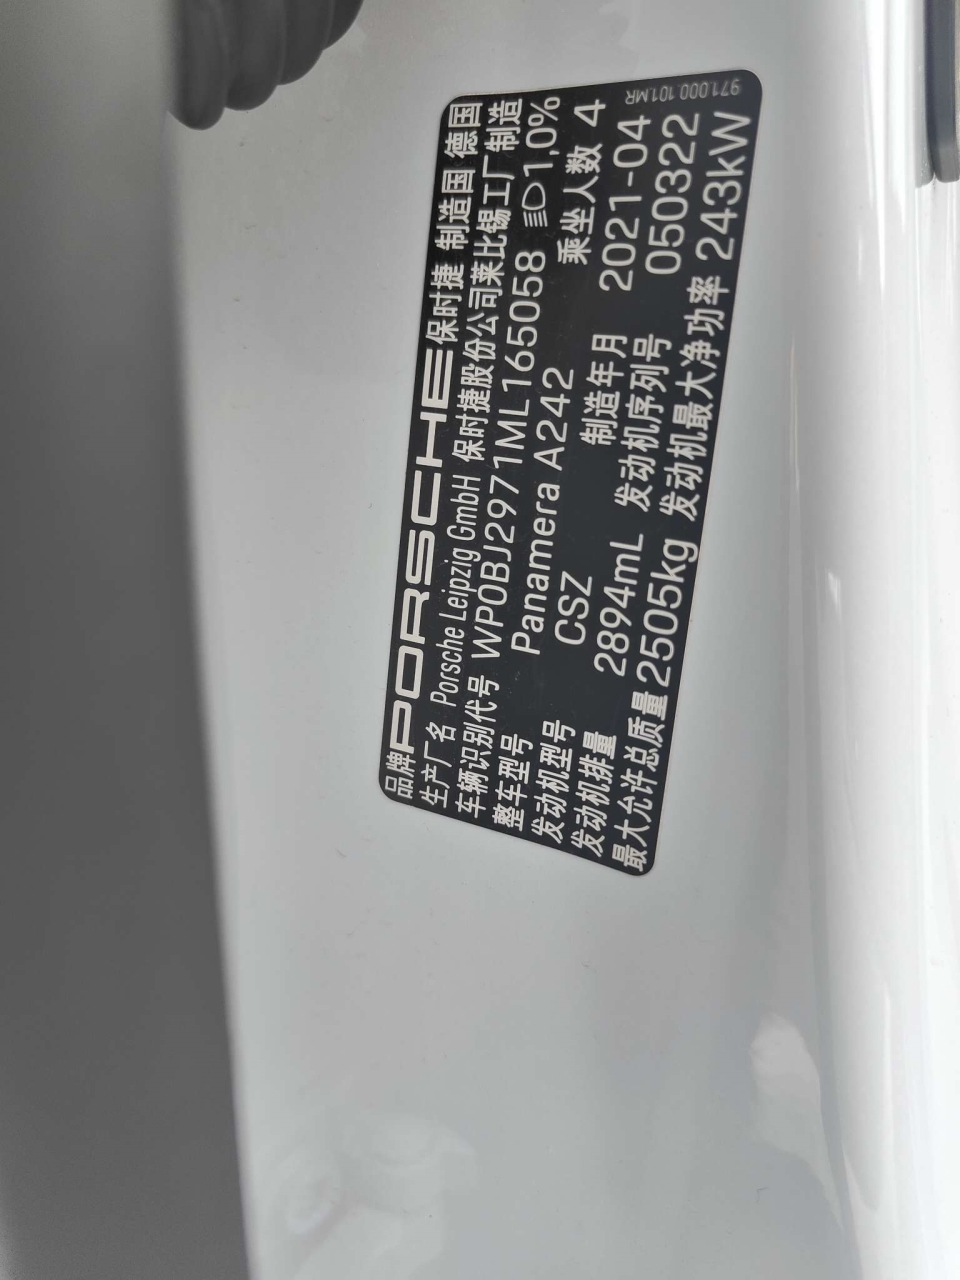 品牌 PORSCHE 保时捷 制造国 德国
生产厂名 Porsche Leipzig GmbH 保时捷股份公司莱比锡工厂制造
车辆识别代号 WP0BJ2971ML165058 1,0%
整车型号 Panamera A242 乘坐人数 4
发动机型号 CSZ 制造年月 2021-04
发动机排量 2894mL 发动机序列号 050322
最大允许总质量 2505kg 发动机最大净功率 243kW
971.000.101.MR